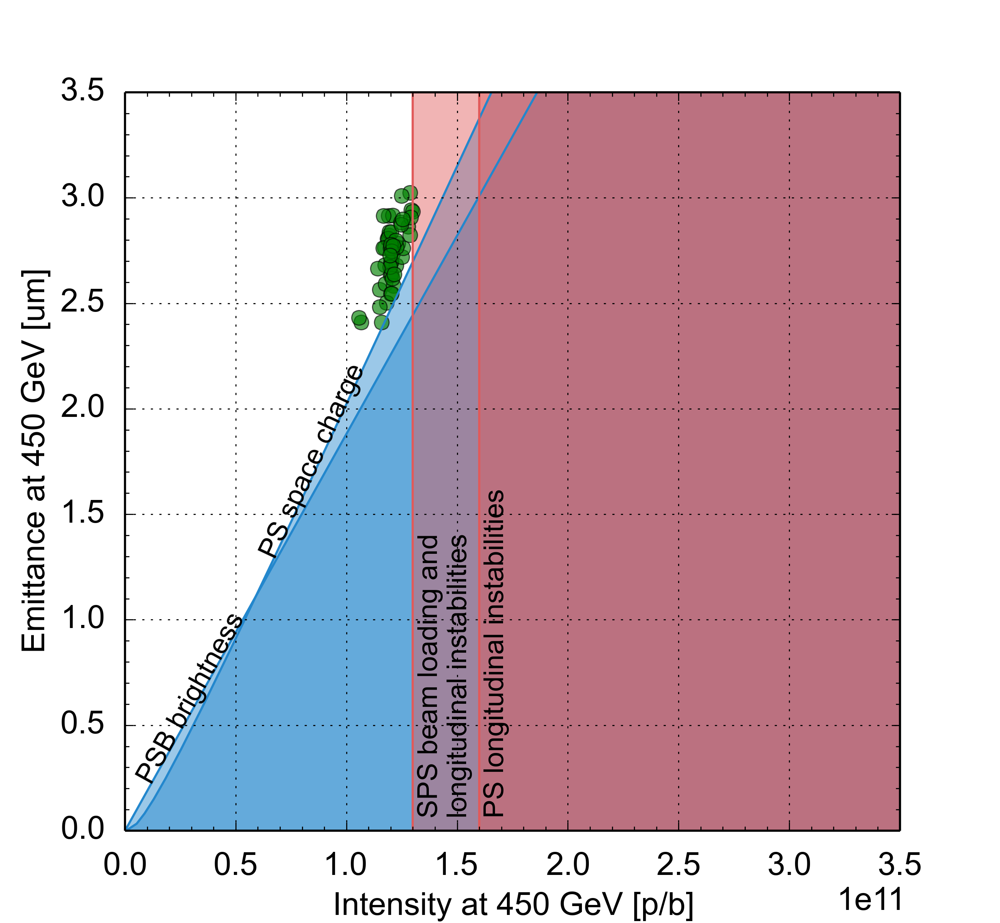 3.5
3.0
2.5
2.0
1.5
1.0
0.5
0.0
Emittance at 450 GeV [um]
PSB brightness
PS space charge
SPS beam loading and
longitudinal instabilities
PS longitudinal instabilities
0.0 0.5 1.0 1.5 2.0 2.5 3.0 3.5
Intensity at 450 GeV [p/b]
1e11